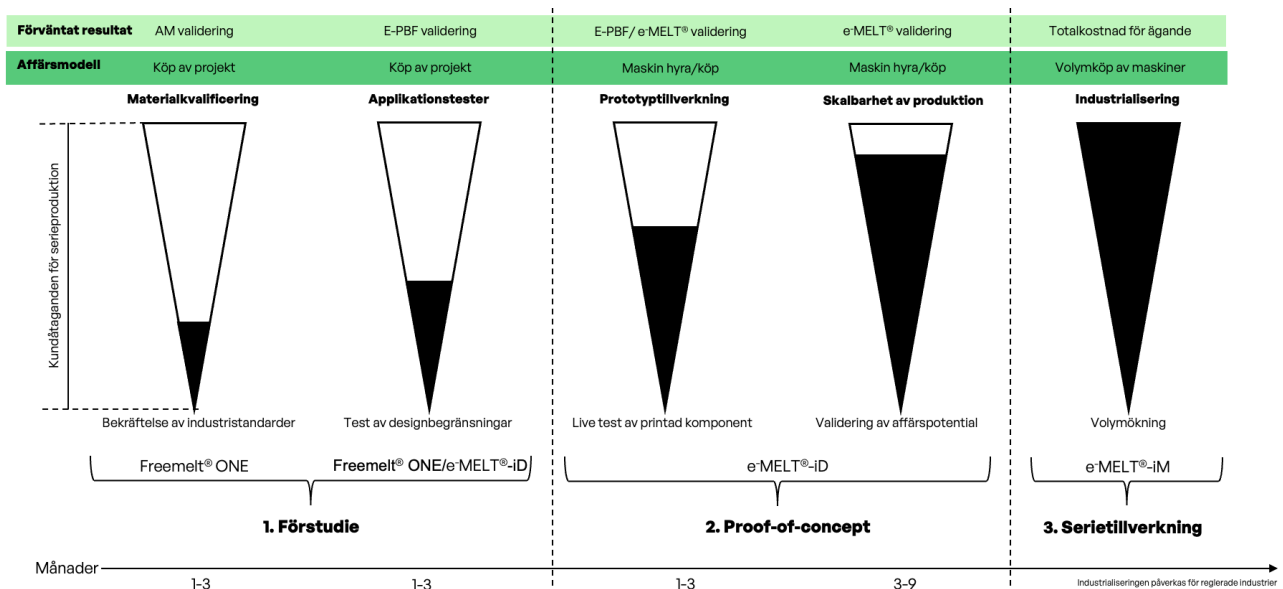 Förväntat resultat AM validering E-PBF validering E-PBF/ e⁻MELT® validering e⁻MELT® validering Totalkostnad för ägande
Affärsmodell Köp av projekt Köp av projekt Maskin hyra/köp Maskin hyra/köp Volymköp av maskiner
Materialkvalificering Applikationstester Prototyptillverkning Skalbarhet av produktion Industrialisering
Kundåtaganden för serieproduktion
Bekräftelse av industristandarder Test av designbegränsningar Live test av printad komponent Validering av affärspotential Volymökning
Freemelt® ONE Freemelt® ONE/e⁻MELT®-iD e⁻MELT®-iD e⁻MELT®-iM
1. Förstudie 2. Proof-of-concept 3. Serietillverkning
Månader
1-3 1-3 1-3 3-9 Industrialiseringen påverkas för reglerade industrier